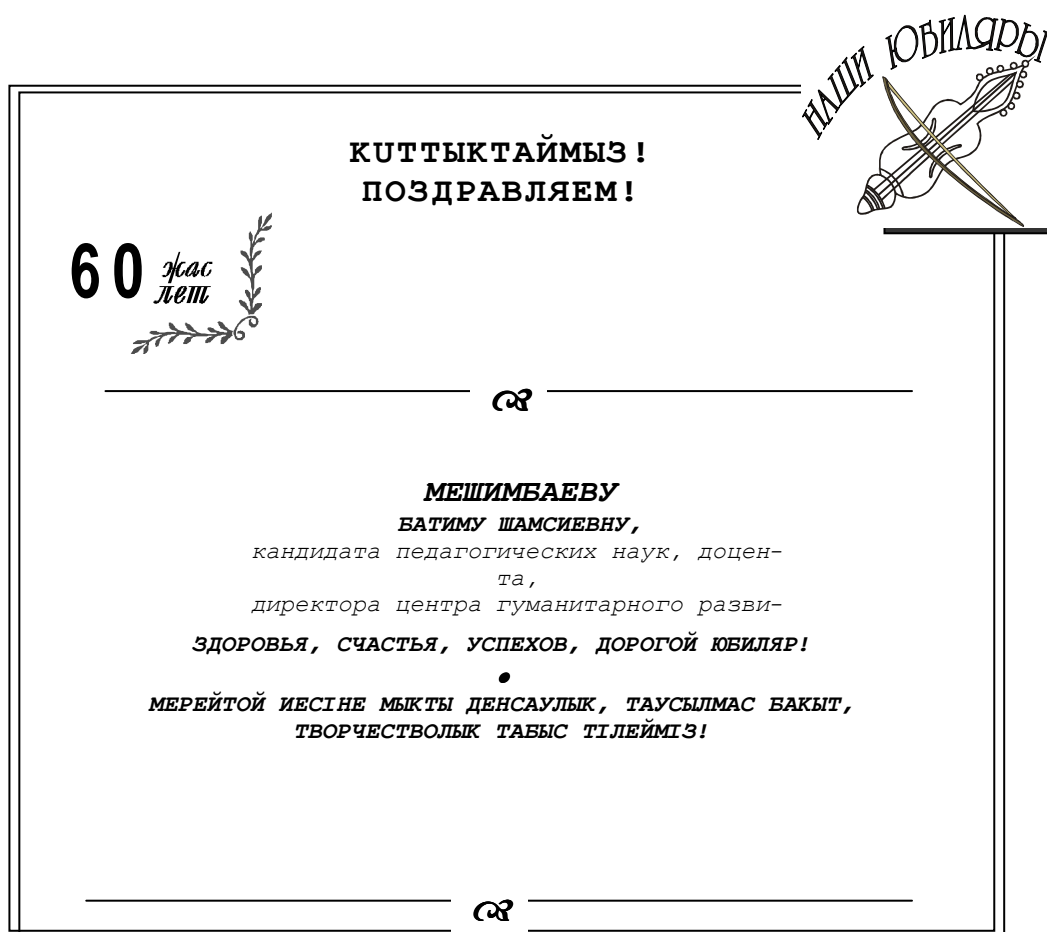 НАШИ ЮБИЛЯРЫ
КUТТЫКТАЙМЫЗ!
ПОЗДРАВЛЯЕМ!
60 жас
лет
МЕШИМБАЕВУ
БАТИМУ ШАМСИЕВНУ,
кандидата педагогических наук, доцен-
та,
директора центра гуманитарного разви-
ЗДОРОВЬЯ, СЧАСТЬЯ, УСПЕХОВ, ДОРОГОЙ ЮБИЛЯР!
•
МЕРЕЙТОЙ ИЕСІНЕ МЫКТЫ ДЕНСАУЛЫК, ТАУСЫЛМАС БАКЫТ,
ТВОРЧЕСТВОЛЫК ТАБЫС ТІЛЕЙМІЗ!